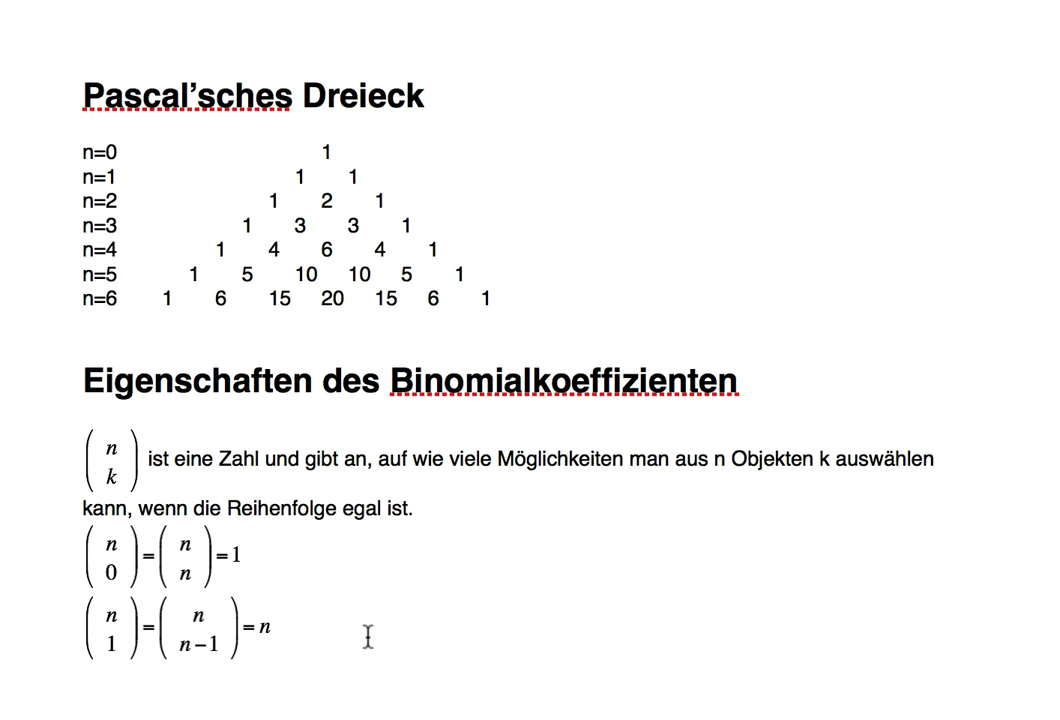 Pascal’sches Dreieck
n=0 1
n=1 1 1
n=2 1 2 1
n=3 1 3 3 1
n=4 1 4 6 4 1
n=5 1 5 10 10 5 1
n=6 1 6 15 20 15 6 1
Eigenschaften des Binomialkoeffizienten
(n k) ist eine Zahl und gibt an, auf wie viele Möglichkeiten man aus n Objekten k auswählen
kann, wenn die Reihenfolge egal ist.
(n 0) = (n n) = 1
(n 1) = (n n−1) = n